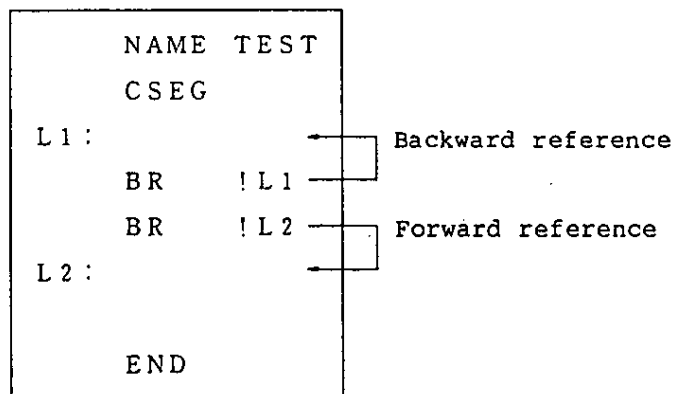 NAME TEST
CSEG
L1: Backward reference
BR !L1
BR !L2 Forward reference
L2:
END